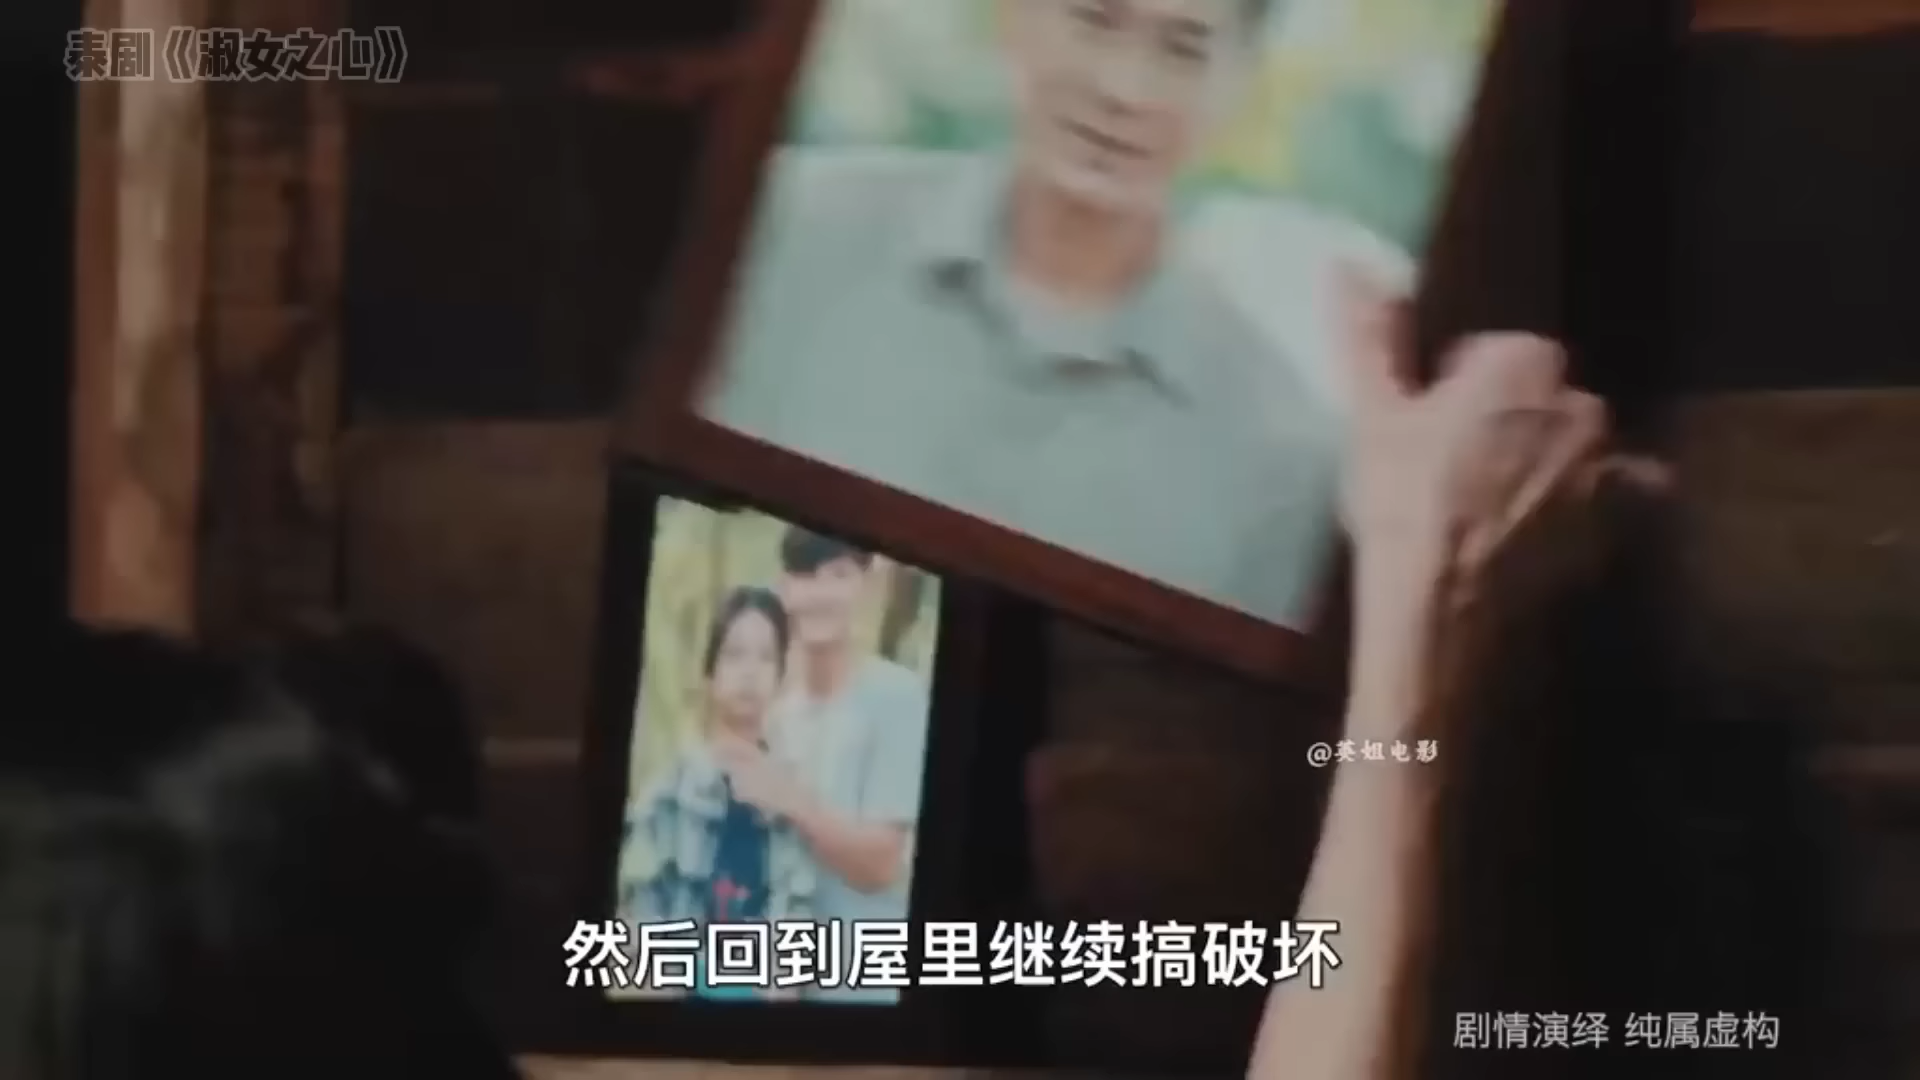 泰剧《淑女之心》
@英姐电影
然后回到屋里继续搞破坏
剧情演绎 纯属虚构